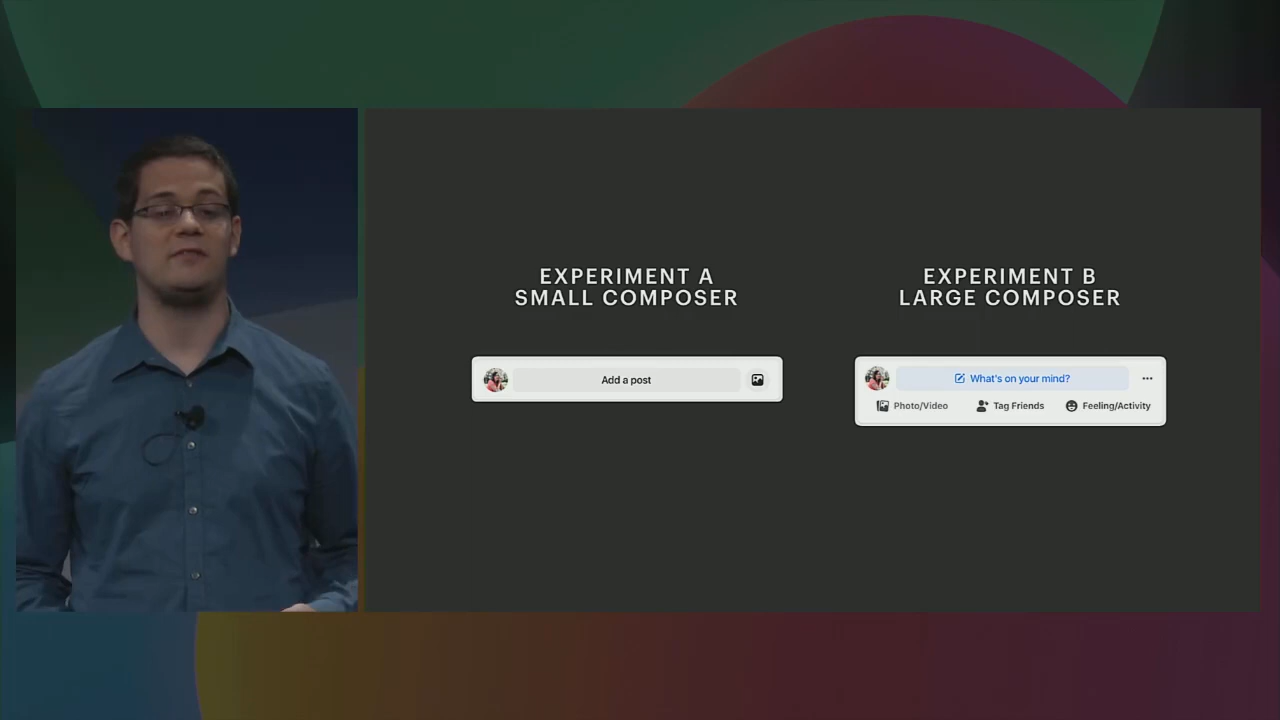 EXPERIMENT A
SMALL COMPOSER
Add a post
EXPERIMENT B
LARGE COMPOSER
What's on your mind?
Photo/Video
Tag Friends
Feeling/Activity